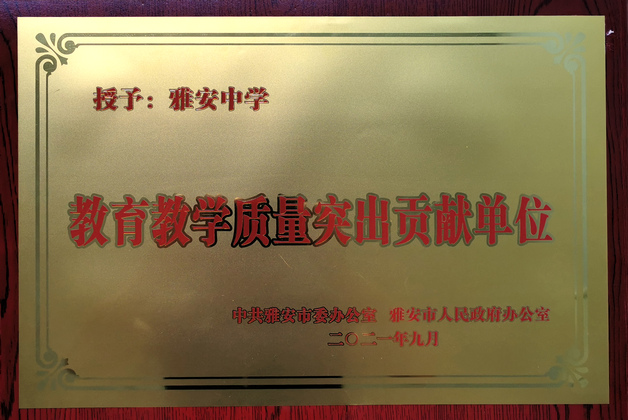 授予：雅安中学
教育教学质量突出贡献单位
中共雅安市委办公室 雅安市人民政府办公室
二〇二一年九月